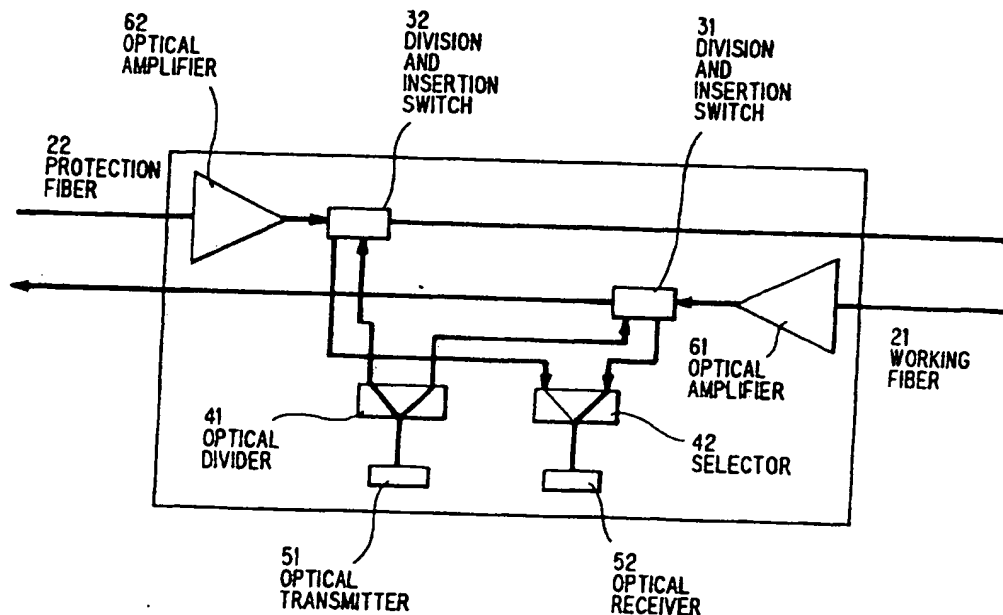 62
OPTICAL
AMPLIFIER
32
DIVISION
AND
INSERTION
SWITCH
31
DIVISION
AND
INSERTION
SWITCH
22
PROTECTION
FIBER
21
WORKING
FIBER
61
OPTICAL
AMPLIFIER
41
OPTICAL
DIVIDER
42
SELECTOR
51
OPTICAL
TRANSMITTER
52
OPTICAL
RECEIVER